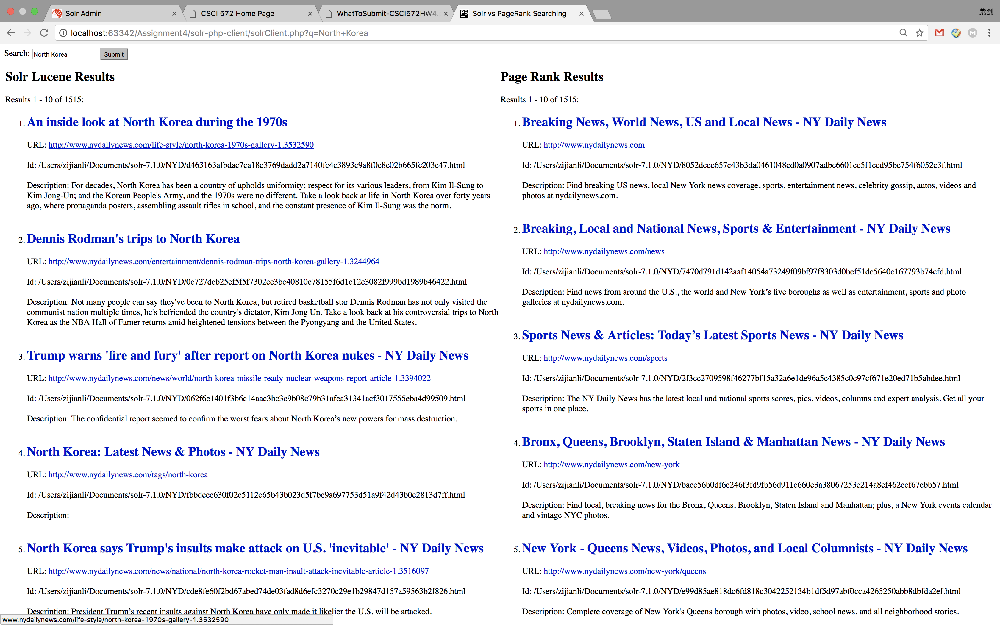 Solr Admin
CSCI 572 Home Page
WhatToSubmit-CSCI572HW4.p
Solr vs PageRank Searching
紫剑
localhost:63342/Assignment4/solr-php-client/solrClient.php?q=North+Korea
Search: North Korea Submit
Solr Lucene Results
Results 1 - 10 of 1515:
1. An inside look at North Korea during the 1970s
URL: http://www.nydailynews.com/life-style/north-korea-1970s-gallery-1.3532590
Id: /Users/zijianli/Documents/solr-7.1.0/NYD/d463163afbdac7ca18c3769dadd2a7140fc4c3893e9a8f0c8e02b665fc203c47.html
Description: For decades, North Korea has been a country of upholds uniformity; respect for its various leaders, from Kim Il-Sung to
Kim Jong-Un; and the Korean People's Army, and the 1970s were no different. Take a look back at life in North Korea over forty years
ago, where propaganda posters, assembling assault rifles in school, and the constant presence of Kim Il-Sung was the norm.
2. Dennis Rodman's trips to North Korea
URL: http://www.nydailynews.com/entertainment/dennis-rodman-trips-north-korea-gallery-1.3244964
Id: /Users/zijianli/Documents/solr-7.1.0/NYD/0e727deb25cf5f5f7302ee3be40810c78155f6d1c12c3082f999bd1989b46422.html
Description: Not many people can say they've been to North Korea, but retired basketball star Dennis Rodman has not only visited the
communist nation multiple times, he's befriended the country's dictator, Kim Jong Un. Take a look back at his controversial trips to North
Korea as the NBA Hall of Famer returns amid heightened tensions between the Pyongyang and the United States.
3. Trump warns 'fire and fury' after report on North Korea nukes - NY Daily News
URL: http://www.nydailynews.com/news/world/north-korea-missile-ready-nuclear-weapons-report-article-1.3394022
Id: /Users/zijianli/Documents/solr-7.1.0/NYD/062f6e1401f3b6c14aac3bc3c9b08c79b31afea31341acf3017555eba4d99509.html
Description: The confidential report seemed to confirm the worst fears about North Korea’s new powers for mass destruction.
4. North Korea: Latest News & Photos - NY Daily News
URL: http://www.nydailynews.com/tags/north-korea
Id: /Users/zijianli/Documents/solr-7.1.0/NYD/fbbdcee630f02c5112e65b43b023d5f7be9a697753d51a9f42d43b0e2813d7ff.html
Description:
5. North Korea says Trump's insults make attack on U.S. 'inevitable' - NY Daily News
URL: http://www.nydailynews.com/news/national/north-korea-rocket-man-insult-attack-inevitable-article-1.3516097
Id: /Users/zijianli/Documents/solr-7.1.0/NYD/cde8fe60f2bd67abed74de03fad8d6efc3270c29e1b29847d157a59563b2f826.html
Description: President Trump’s recent insults against North Korea have only made it likelier the U.S. will be attacked.
Page Rank Results
Results 1 - 10 of 1515:
1. Breaking News, World News, US and Local News - NY Daily News
URL: http://www.nydailynews.com
Id: /Users/zijianli/Documents/solr-7.1.0/NYD/8052dcee657e43b3da0461048ed0a0907adbc6601ec5f1ccd95be754f6052e3f.html
Description: Find breaking US news, local New York news coverage, sports, entertainment news, celebrity gossip, autos, videos and
photos at nydailynews.com.
2. Breaking, Local and National News, Sports & Entertainment - NY Daily News
URL: http://www.nydailynews.com/news
Id: /Users/zijianli/Documents/solr-7.1.0/NYD/7470d791d142aaf14054a73249f09bf97f8303d0bef51dc5640c167793b74cfd.html
Description: Find news from around the U.S., the world and New York’s five boroughs as well as entertainment, sports and photo
galleries at nydailynews.com.
3. Sports News & Articles: Today’s Latest Sports News - NY Daily News
URL: http://www.nydailynews.com/sports
Id: /Users/zijianli/Documents/solr-7.1.0/NYD/2f3cc2709598f46277bf15a32a6e1de96a5c4385c0c97cf671e20ed71b5abdee.html
Description: The NY Daily News has the latest local and national sports scores, pics, videos, columns and expert analysis. Get all your
sports in one place.
4. Bronx, Queens, Brooklyn, Staten Island & Manhattan News - NY Daily News
URL: http://www.nydailynews.com/new-york
Id: /Users/zijianli/Documents/solr-7.1.0/NYD/bace56b0df6e246f3fd9fb56d911e660e3a38067253e214a8cf462eef67ebb57.html
Description: Find local, breaking news for the Bronx, Queens, Brooklyn, Staten Island and Manhattan; plus, a New York events calendar
and vintage NYC photos.
5. New York - Queens News, Videos, Photos, and Local Columnists - NY Daily News
URL: http://www.nydailynews.com/new-york/queens
Id: /Users/zijianli/Documents/solr-7.1.0/NYD/e99d85ae818dc6fd818c3042252134b1df5d97abf0cca4265250abb8dbfda2ef.html
Description: Complete coverage of New York's Queens borough with photos, video, school news, and all neighborhood stories.
www.nydailynews.com/life-style/north-korea-1970s-gallery-1.3532590